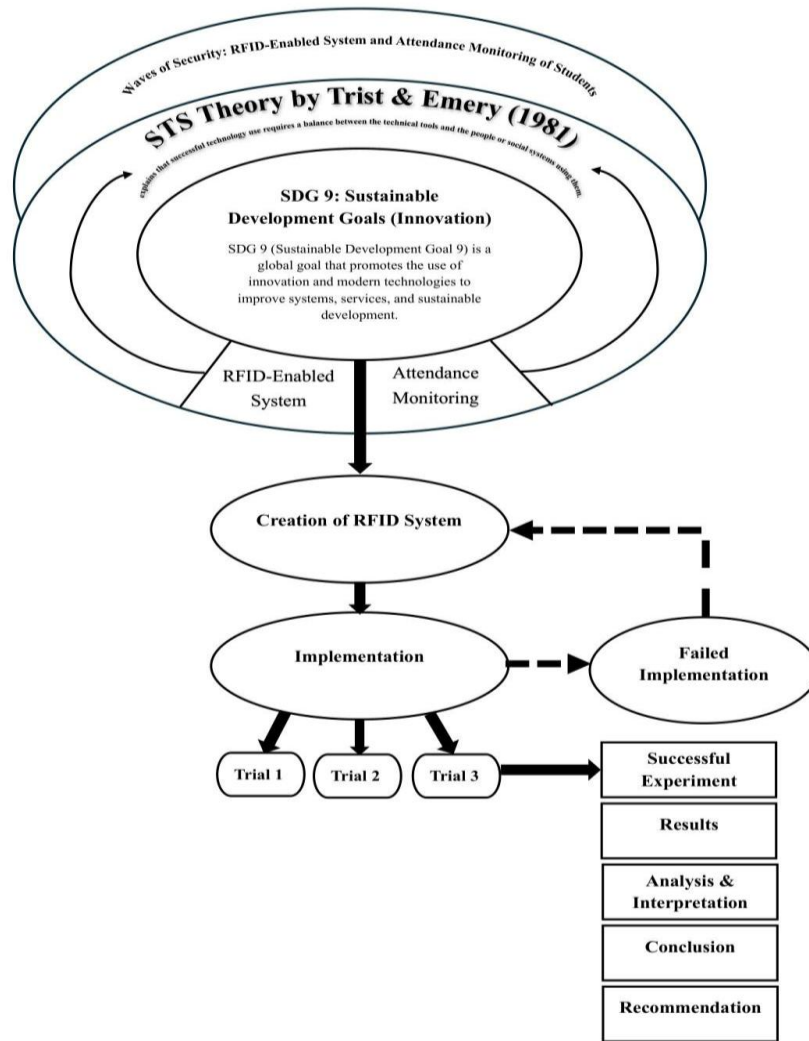 Waves of Security: RFID-Enabled System and Attendance Monitoring of Students
STS Theory by Trist & Emery (1981)
explains that successful technology use requires a balance between the technical tools and the people or social systems using them.
SDG 9: Sustainable
Development Goals (Innovation)
SDG 9 (Sustainable Development Goal 9) is a
global goal that promotes the use of
innovation and modern technologies to
improve systems, services, and sustainable
development.
RFID-Enabled
System
Attendance
Monitoring
Creation of RFID System
Implementation
Failed
Implementation
Trial 1
Trial 2
Trial 3
Successful
Experiment
Results
Analysis &
Interpretation
Conclusion
Recommendation